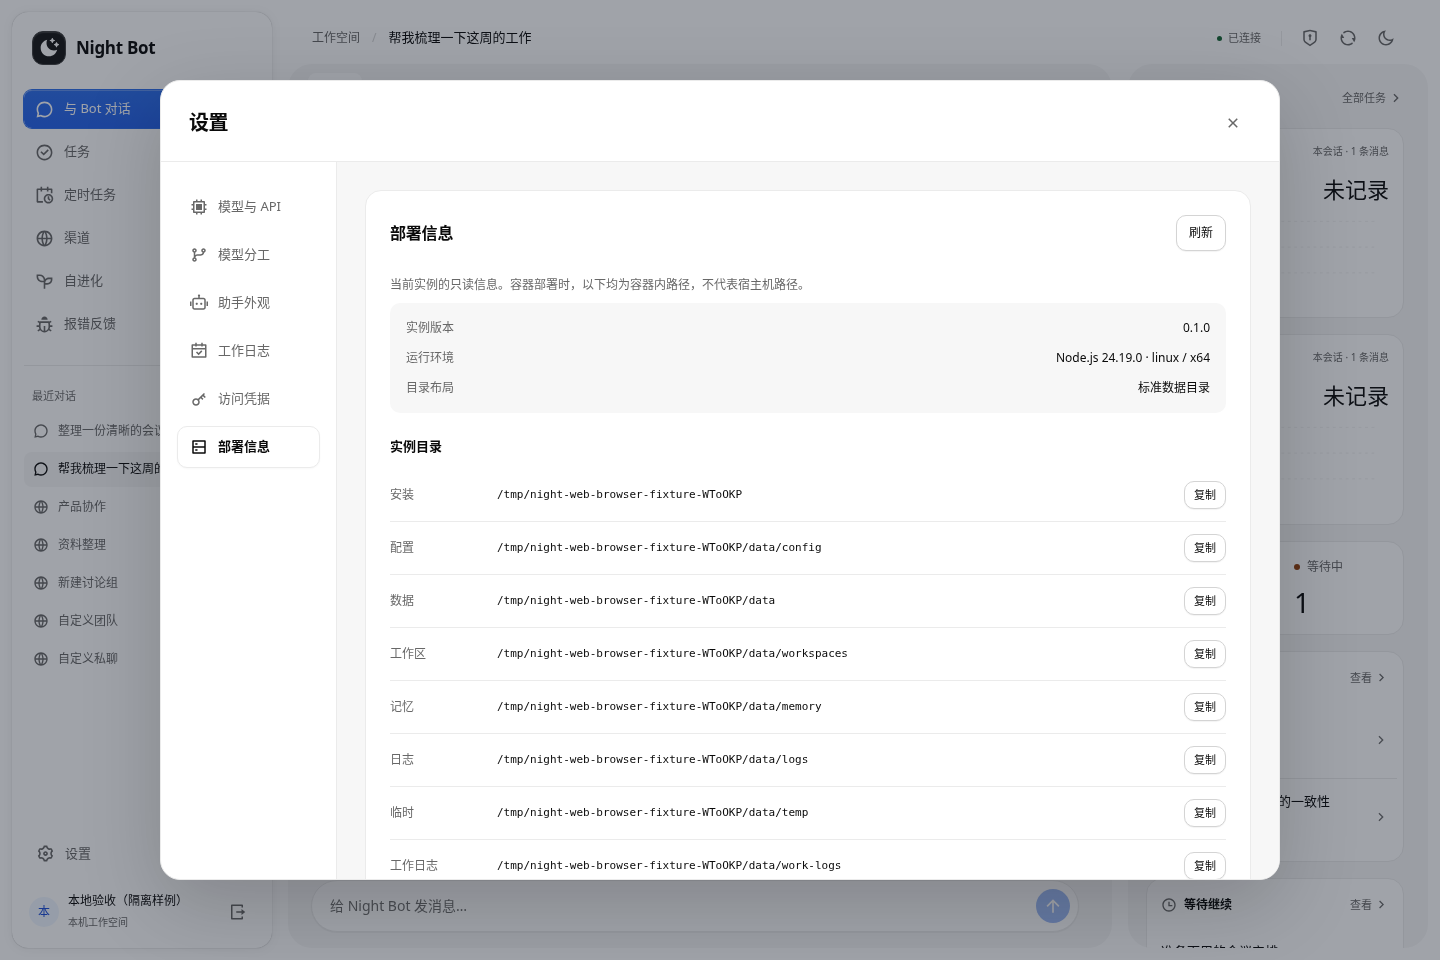 Night Bot
工作空间 / 帮我梳理一下这周的工作
已连接
与 Bot 对话
任务
定时任务
渠道
自进化
报错反馈
最近对话
整理一份清晰的会
帮我梳理一下这周的
产品协作
资料整理
新建讨论组
自定义团队
自定义私聊
设置
本
本地验收（隔离样例）
本机工作空间
设置
模型与 API
模型分工
助手外观
工作日志
访问凭据
部署信息
部署信息
刷新
当前实例的只读信息。容器部署时，以下均为容器内路径，不代表宿主机路径。
实例版本 0.1.0
运行环境 Node.js 24.19.0 · linux / x64
目录布局 标准数据目录
实例目录
安装 /tmp/night-web-browser-fixture-WToOKP 复制
配置 /tmp/night-web-browser-fixture-WToOKP/data/config 复制
数据 /tmp/night-web-browser-fixture-WToOKP/data 复制
工作区 /tmp/night-web-browser-fixture-WToOKP/data/workspaces 复制
记忆 /tmp/night-web-browser-fixture-WToOKP/data/memory 复制
日志 /tmp/night-web-browser-fixture-WToOKP/data/logs 复制
临时 /tmp/night-web-browser-fixture-WToOKP/data/temp 复制
工作日志 /tmp/night-web-browser-fixture-WToOKP/data/work-logs 复制
给 Night Bot 发消息...
全部任务
本会话 · 1 条消息
未记录
本会话 · 1 条消息
未记录
等待中
1
查看
的一致性
等待继续
查看